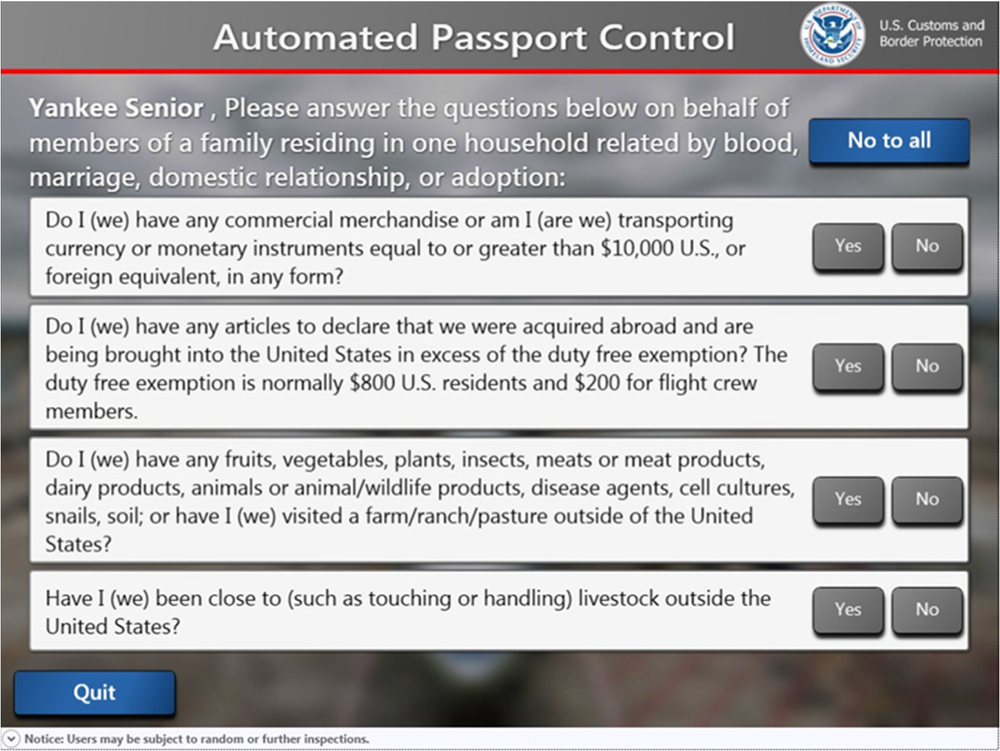 Automated Passport Control
U.S. DEPARTMENT OF
HOMELAND SECURITY
U.S. Customs and
Border Protection
Yankee Senior , Please answer the questions below on behalf of
members of a family residing in one household related by blood,
marriage, domestic relationship, or adoption:
No to all
Do I (we) have any commercial merchandise or am I (are we) transporting
currency or monetary instruments equal to or greater than $10,000 U.S., or
foreign equivalent, in any form?
Yes No
Do I (we) have any articles to declare that we were acquired abroad and are
being brought into the United States in excess of the duty free exemption? The
duty free exemption is normally $800 U.S. residents and $200 for flight crew
members.
Yes No
Do I (we) have any fruits, vegetables, plants, insects, meats or meat products,
dairy products, animals or animal/wildlife products, disease agents, cell cultures,
snails, soil; or have I (we) visited a farm/ranch/pasture outside of the United
States?
Yes No
Have I (we) been close to (such as touching or handling) livestock outside the
United States?
Yes No
Quit
Notice: Users may be subject to random or further inspections.